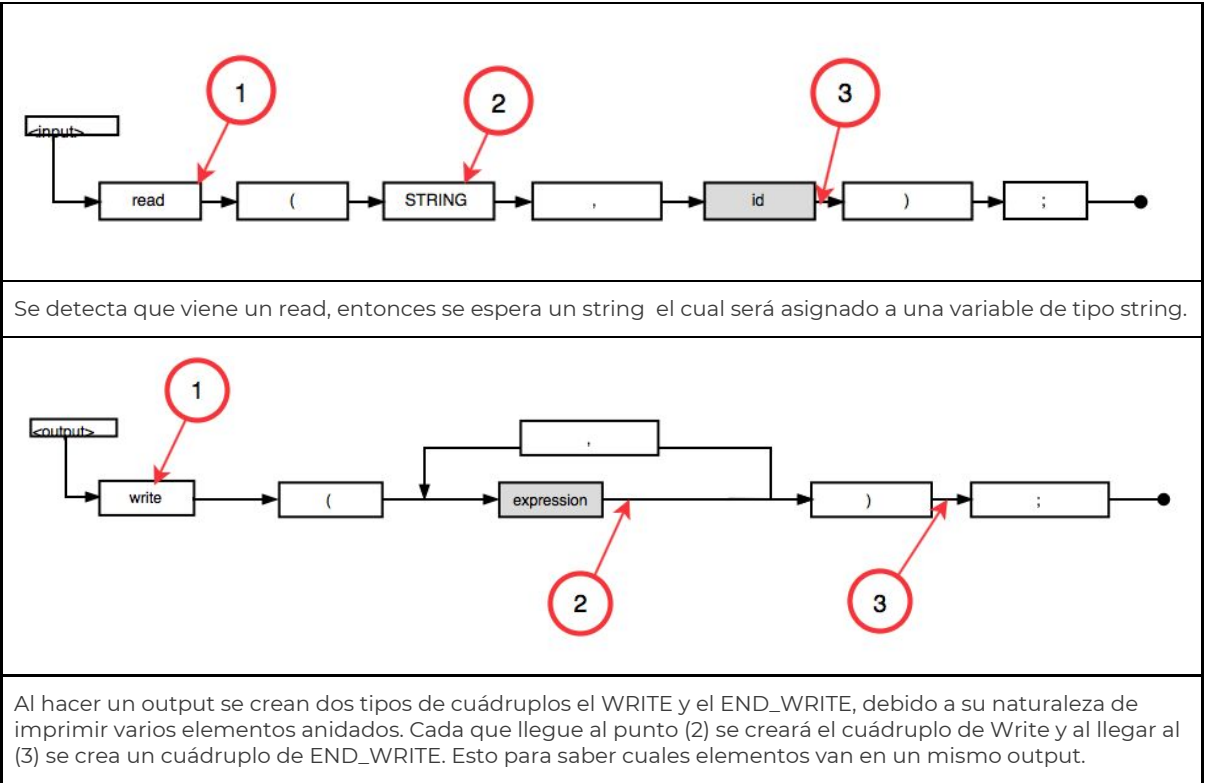 1
2
3
<input>
read ( STRING , id ) ;
Se detecta que viene un read, entonces se espera un string el cual será asignado a una variable de tipo string.
1
<output>
,
write ( expression ) ;
2
3
Al hacer un output se crean dos tipos de cuádruplos el WRITE y el END_WRITE, debido a su naturaleza de
imprimir varios elementos anidados. Cada que llegue al punto (2) se creará el cuádruplo de Write y al llegar al
(3) se crea un cuádruplo de END_WRITE. Esto para saber cuales elementos van en un mismo output.